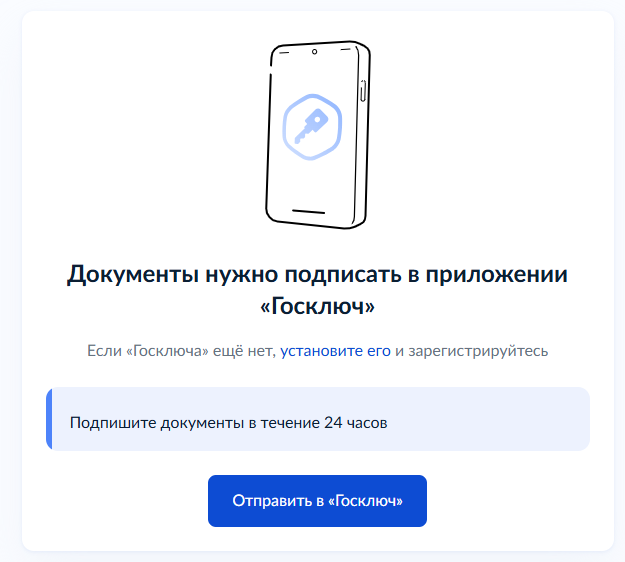 Документы нужно подписать в приложении
«Госключ»
Если «Госключа» ещё нет, установите его и зарегистрируйтесь
Подпишите документы в течение 24 часов
Отправить в «Госключ»